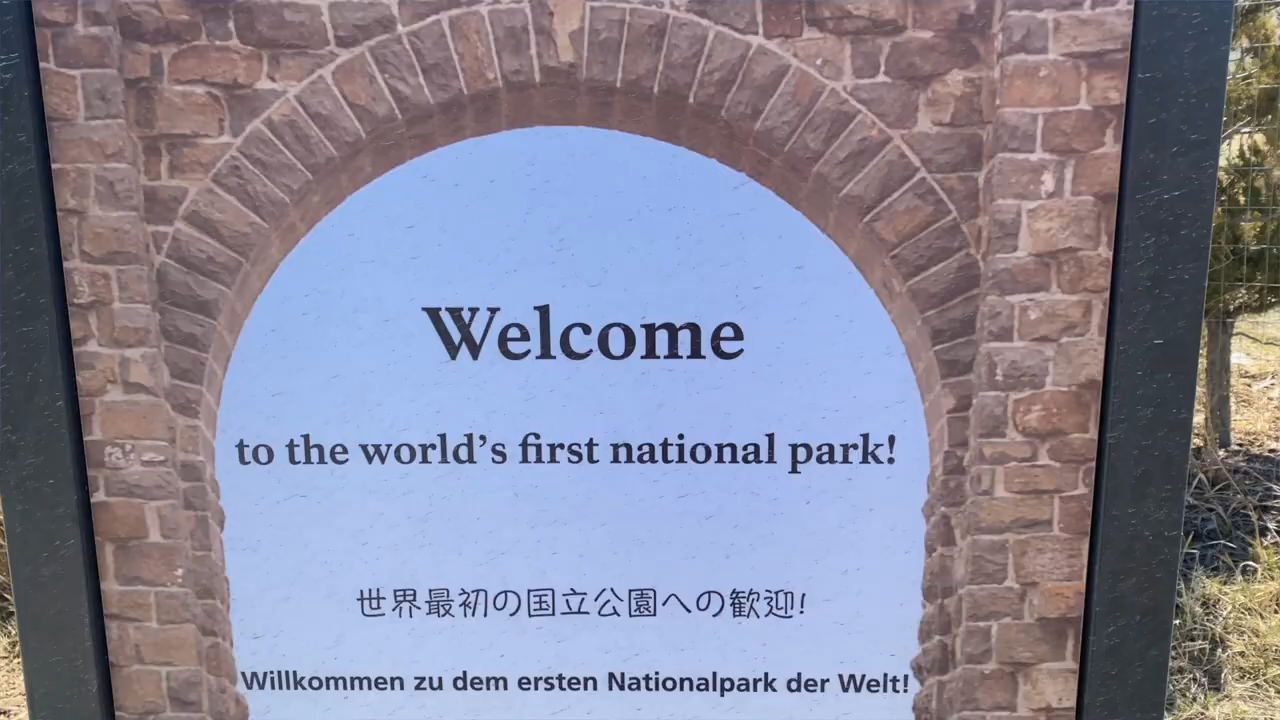 Welcome
to the world’s first national park!
世界最初の国立公園への歓迎!
Willkommen zu dem ersten Nationalpark der Welt!